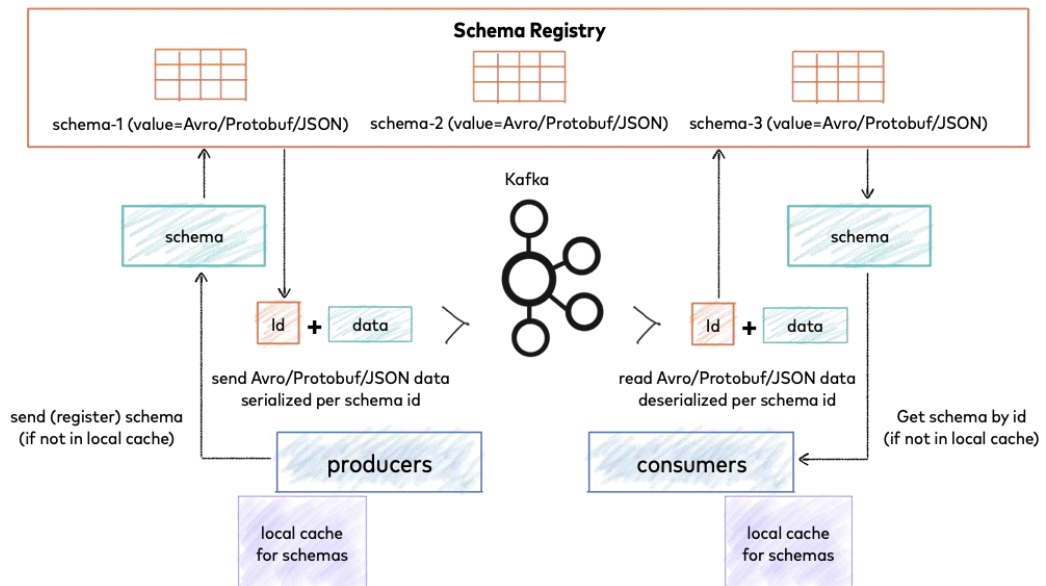 Schema Registry
schema-1 (value=Avro/Protobuf/JSON)
schema-2 (value=Avro/Protobuf/JSON)
schema-3 (value=Avro/Protobuf/JSON)
Kafka
schema
schema
Id
+
data
Id
+
data
send Avro/Protobuf/JSON data
serialized per schema id
read Avro/Protobuf/JSON data
deserialized per schema id
send (register) schema
(if not in local cache)
Get schema by id
(if not in local cache)
producers
consumers
local cache
for schemas
local cache
for schemas